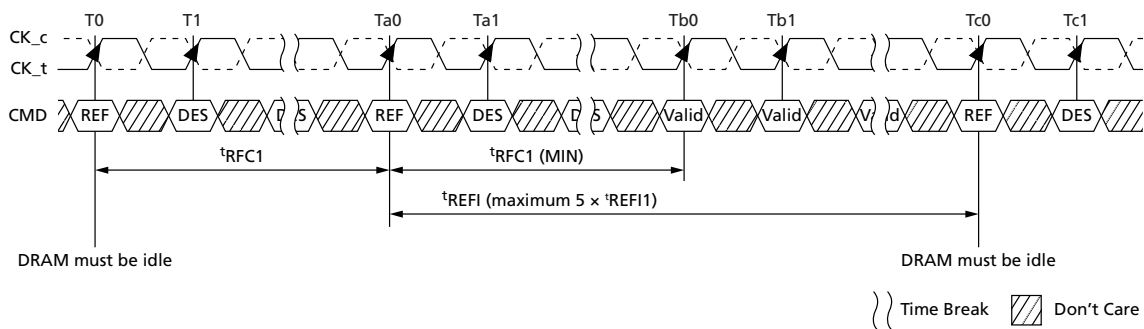 T0 T1 Ta0 Ta1 Tb0 Tb1 Tc0 Tc1
CK_c
CK_t
CMD REF DES D S REF DES D S Valid Valid V d REF DES
tRFC1 tRFC1 (MIN)
tREFI (maximum 5 × tREFI1)
DRAM must be idle DRAM must be idle
Time Break Don't Care